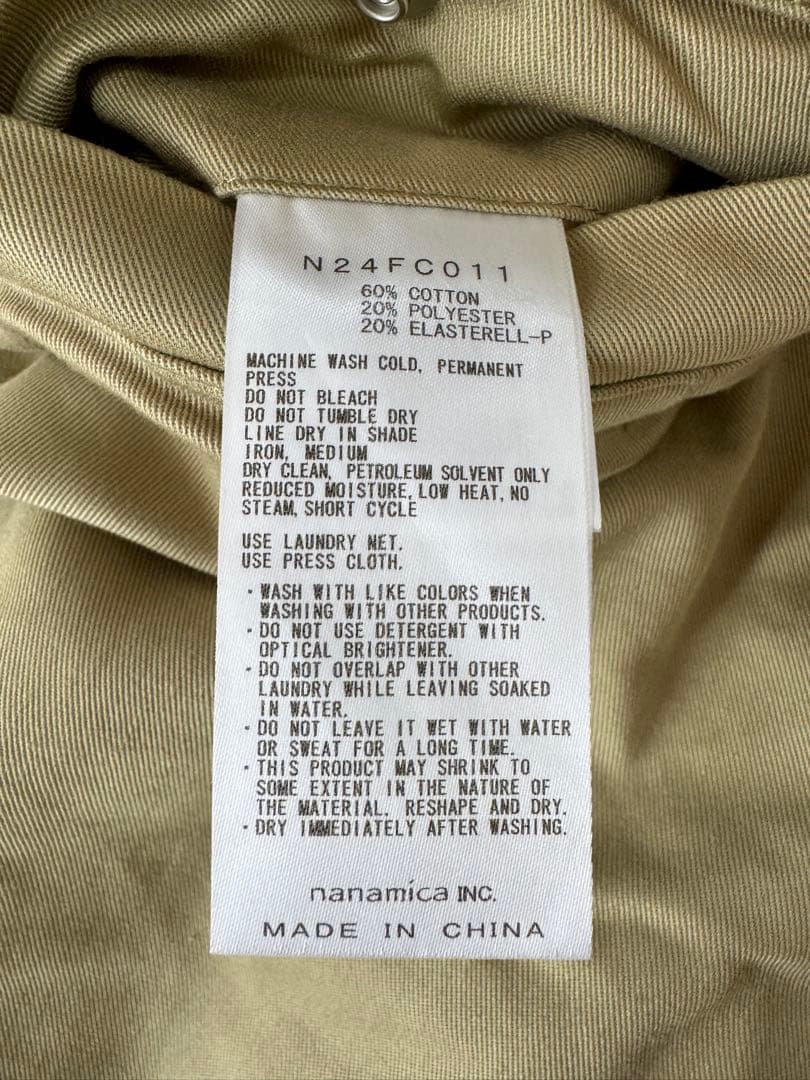 N24FC011
60% COTTON
20% POLYESTER
20% ELASTERELL-P
MACHINE WASH COLD, PERMANENT
PRESS
DO NOT BLEACH
DO NOT TUMBLE DRY
LINE DRY IN SHADE
IRON, MEDIUM
DRY CLEAN, PETROLEUM SOLVENT ONLY
REDUCED MOISTURE, LOW HEAT, NO
STEAM, SHORT CYCLE
USE LAUNDRY NET.
USE PRESS CLOTH.
・WASH WITH LIKE COLORS WHEN
WASHING WITH OTHER PRODUCTS.
・DO NOT USE DETERGENT WITH
OPTICAL BRIGHTENER.
・DO NOT OVERLAP WITH OTHER
LAUNDRY WHILE LEAVING SOAKED
IN WATER.
・DO NOT LEAVE IT WET WITH WATER
OR SWEAT FOR A LONG TIME.
・THIS PRODUCT MAY SHRINK TO
SOME EXTENT IN THE NATURE OF
THE MATERIAL. RESHAPE AND DRY.
・DRY IMMEDIATELY AFTER WASHING.
nanamica INC.
MADE IN CHINA